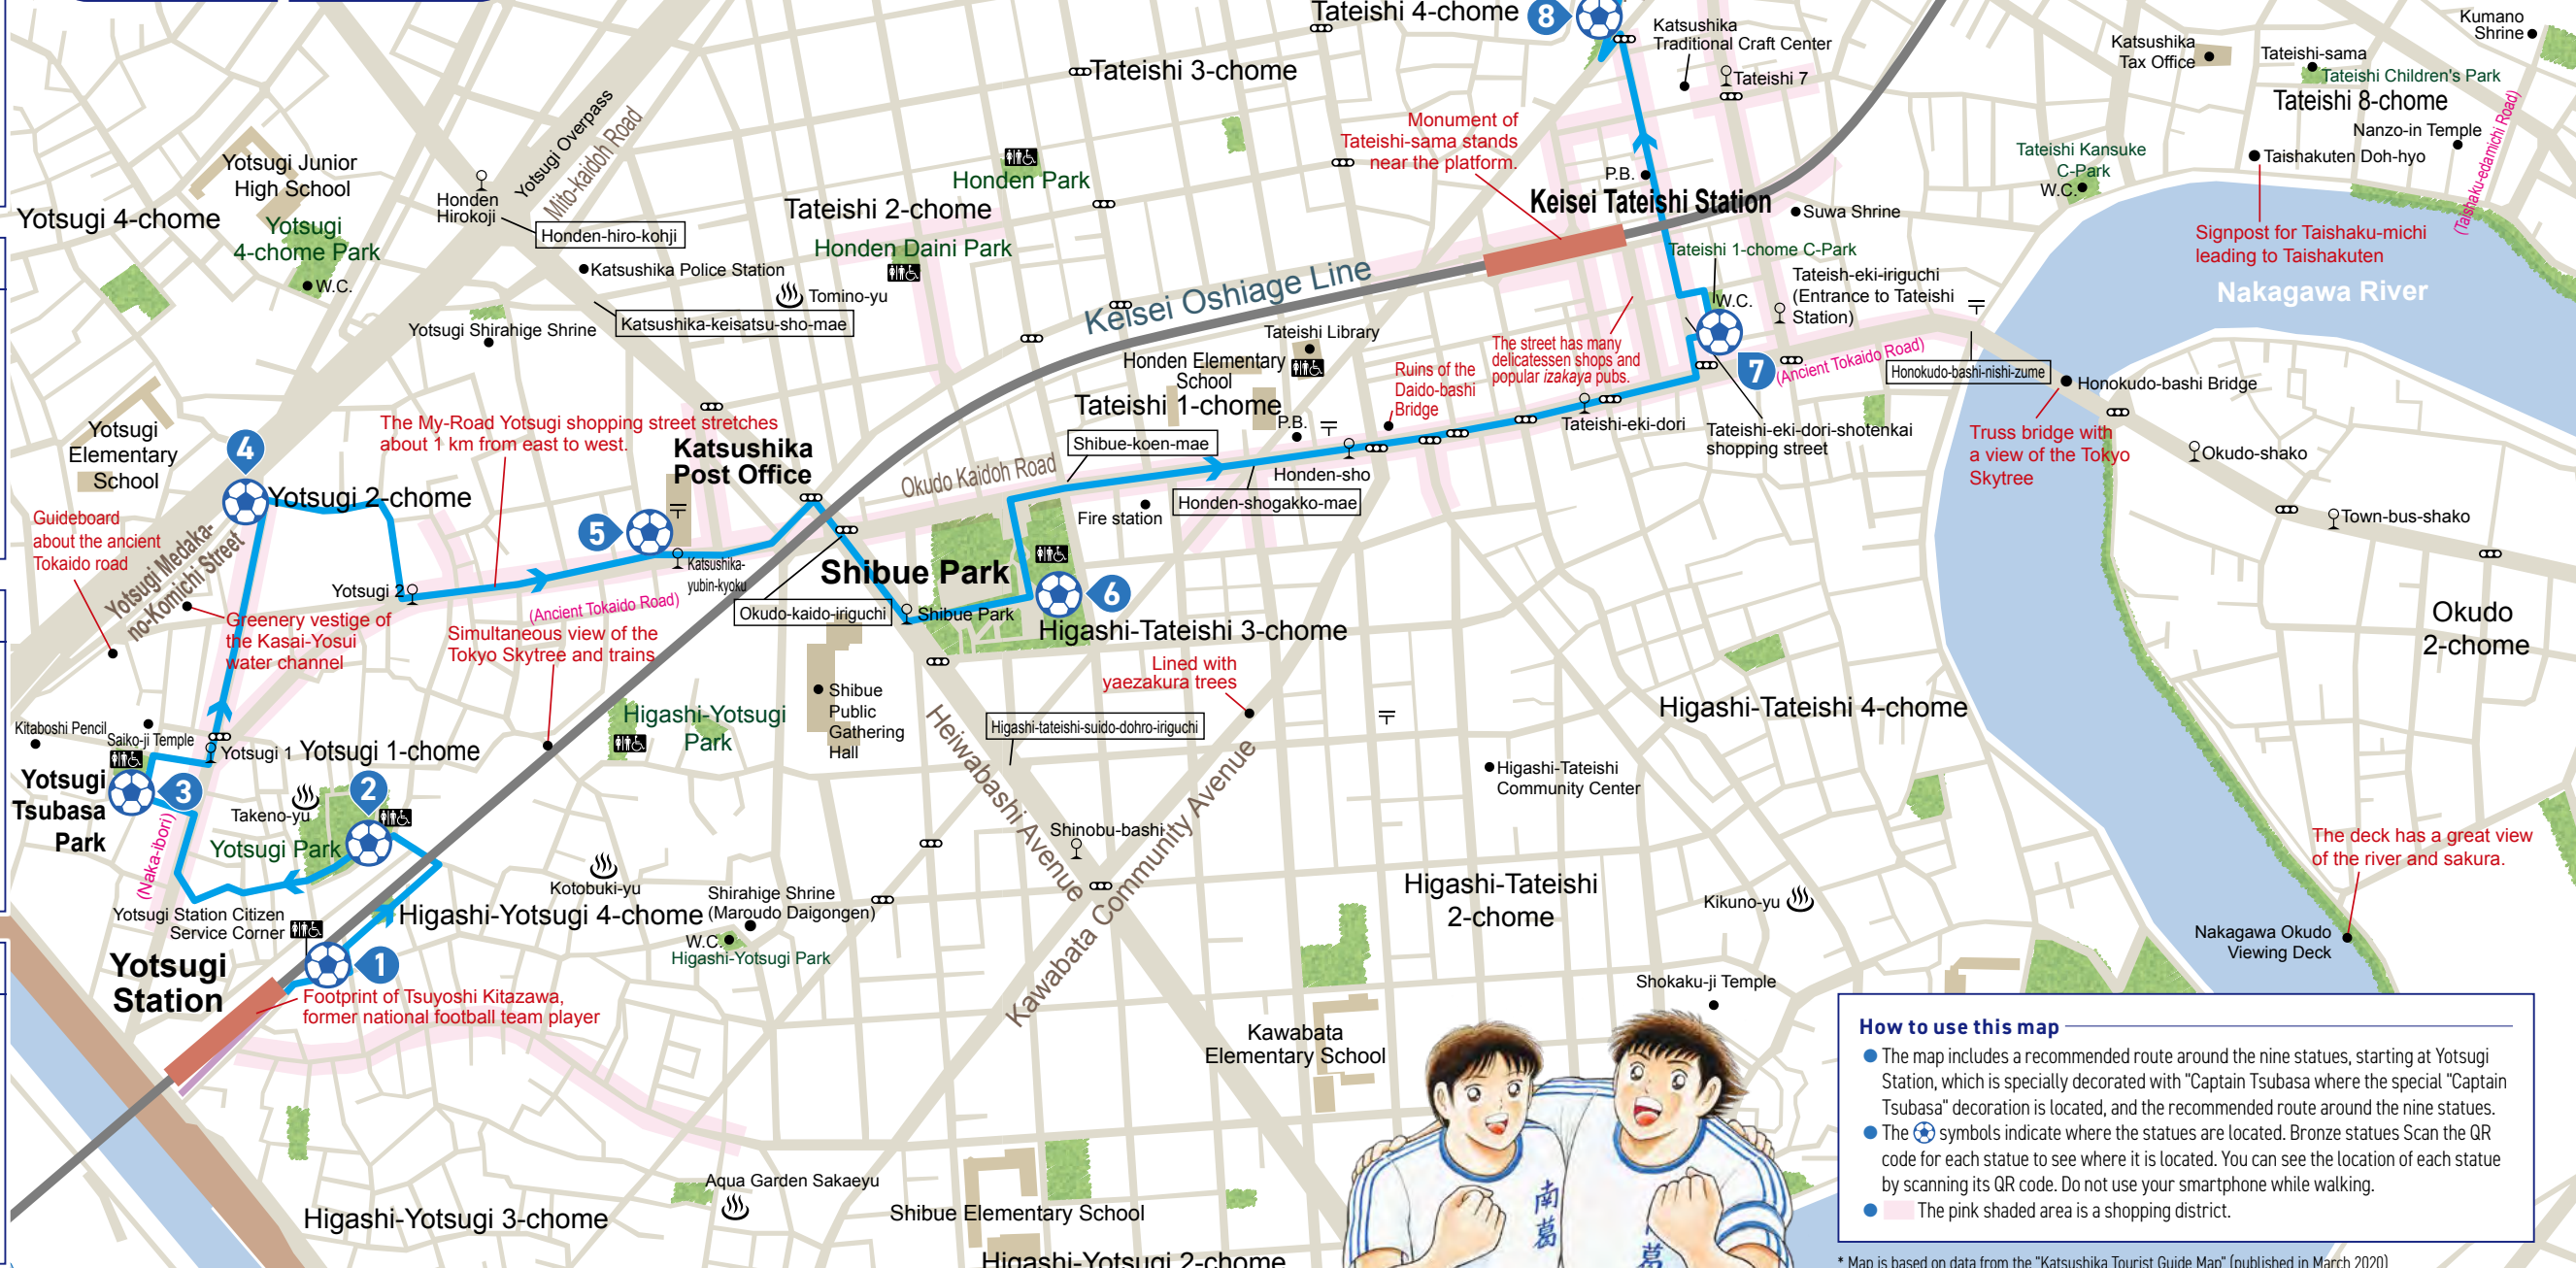 Tateishi 4-chome
8
Katsushika
Traditional Craft Center
Tateishi 7
Tateishi 3-chome
Katsushika
Tax Office
Tateishi-sama
Tateishi Children's Park
Tateishi 8-chome
Kumano
Shrine
Nanzo-in Temple
Taishakuten Doh-hyo
(Taishaku-edamichi Road)
Tateishi Kansuke
C-Park
W.C.
Signpost for Taishaku-michi
leading to Taishakuten
Nakagawa River
Monument of
Tateishi-sama stands
near the platform.
P.B.
Keisei Tateishi Station
Suwa Shrine
Yotsugi Overpass
Mito-kaidoh Road
Yotsugi Junior
High School
Honden
Hirokoji
Honden-hiro-kohji
Yotsugi 4-chome
Yotsugi
4-chome Park
W.C.
Honden Park
Tateishi 2-chome
Honden Daini Park
Katsushika Police Station
Tomino-yu
Katsushika-keisatsu-sho-mae
Yotsugi Shirahige Shrine
Keisei Oshiage Line
Tateishi 1-chome C-Park
W.C.
Tateish-eki-iriguchi
(Entrance to Tateishi
Station)
7
(Ancient Tokaido Road)
Honokudo-bashi-nishi-zume
Honokudo-bashi Bridge
Truss bridge with
a view of the Tokyo
Skytree
Okudo-shako
Town-bus-shako
Okudo
2-chome
Tateishi Library
Honden Elementary
School
Tateishi 1-chome
P.B.
Ruins of the
Daido-bashi
Bridge
The street has many
delicatessen shops and
popular izakaya pubs.
Tateishi-eki-dori
Tateishi-eki-dori-shotenkai
shopping street
Shibue-koen-mae
Honden-sho
Honden-shogakko-mae
Fire station
Okudo Kaidoh Road
Yotsugi
Elementary
School
4
Yotsugi 2-chome
The My-Road Yotsugi shopping street stretches
about 1 km from east to west.
Katsushika
Post Office
5
Katsushika-
yubin-kyoku
Guideboard
about the ancient
Tokaido road
Yotsugi Medaka-
no-Komichi Street
Yotsugi 2
(Ancient Tokaido Road)
Greenery vestige of
the Kasai-Yosui
water channel
Simultaneous view of the
Tokyo Skytree and trains
Okudo-kaido-iriguchi
Shibue Park
Shibue Park
6
Higashi-Tateishi 3-chome
Lined with
yaezakura trees
Shibue
Public
Gathering
Hall
Higashi-Yotsugi
Park
Higashi-tateishi-suido-dohro-iriguchi
Higashi-Tateishi 4-chome
Higashi-Tateishi
Community Center
Kitaboshi Pencil
Saiko-ji Temple
Yotsugi 1
Yotsugi 1-chome
Yotsugi
Tsubasa
Park
3
2
Takeno-yu
Yotsugi Park
(Naka-ibori)
Heiwabashi Avenue
Kawabata Community Avenue
Shinobu-bashi
Kotobuki-yu
Shirahige Shrine
(Maroudo Daigongen)
W.C.
Higashi-Yotsugi Park
Yotsugi Station Citizen
Service Corner
Higashi-Yotsugi 4-chome
Yotsugi
Station
1
Footprint of Tsuyoshi Kitazawa,
former national football team player
Higashi-Tateishi
2-chome
Kikuno-yu
The deck has a great view
of the river and sakura.
Nakagawa Okudo
Viewing Deck
Shokaku-ji Temple
Kawabata
Elementary School
Aqua Garden Sakaeyu
Higashi-Yotsugi 3-chome
Shibue Elementary School
Higashi-Yotsugi 2-chome
南葛
葛
How to use this map
● The map includes a recommended route around the nine statues, starting at Yotsugi
Station, which is specially decorated with "Captain Tsubasa where the special "Captain
Tsubasa" decoration is located, and the recommended route around the nine statues.
● The symbols indicate where the statues are located. Bronze statues Scan the QR
code for each statue to see where it is located. You can see the location of each statue
by scanning its QR code. Do not use your smartphone while walking.
● The pink shaded area is a shopping district.
* Map is based on data from the "Katsushika Tourist Guide Map" (published in March 2020)